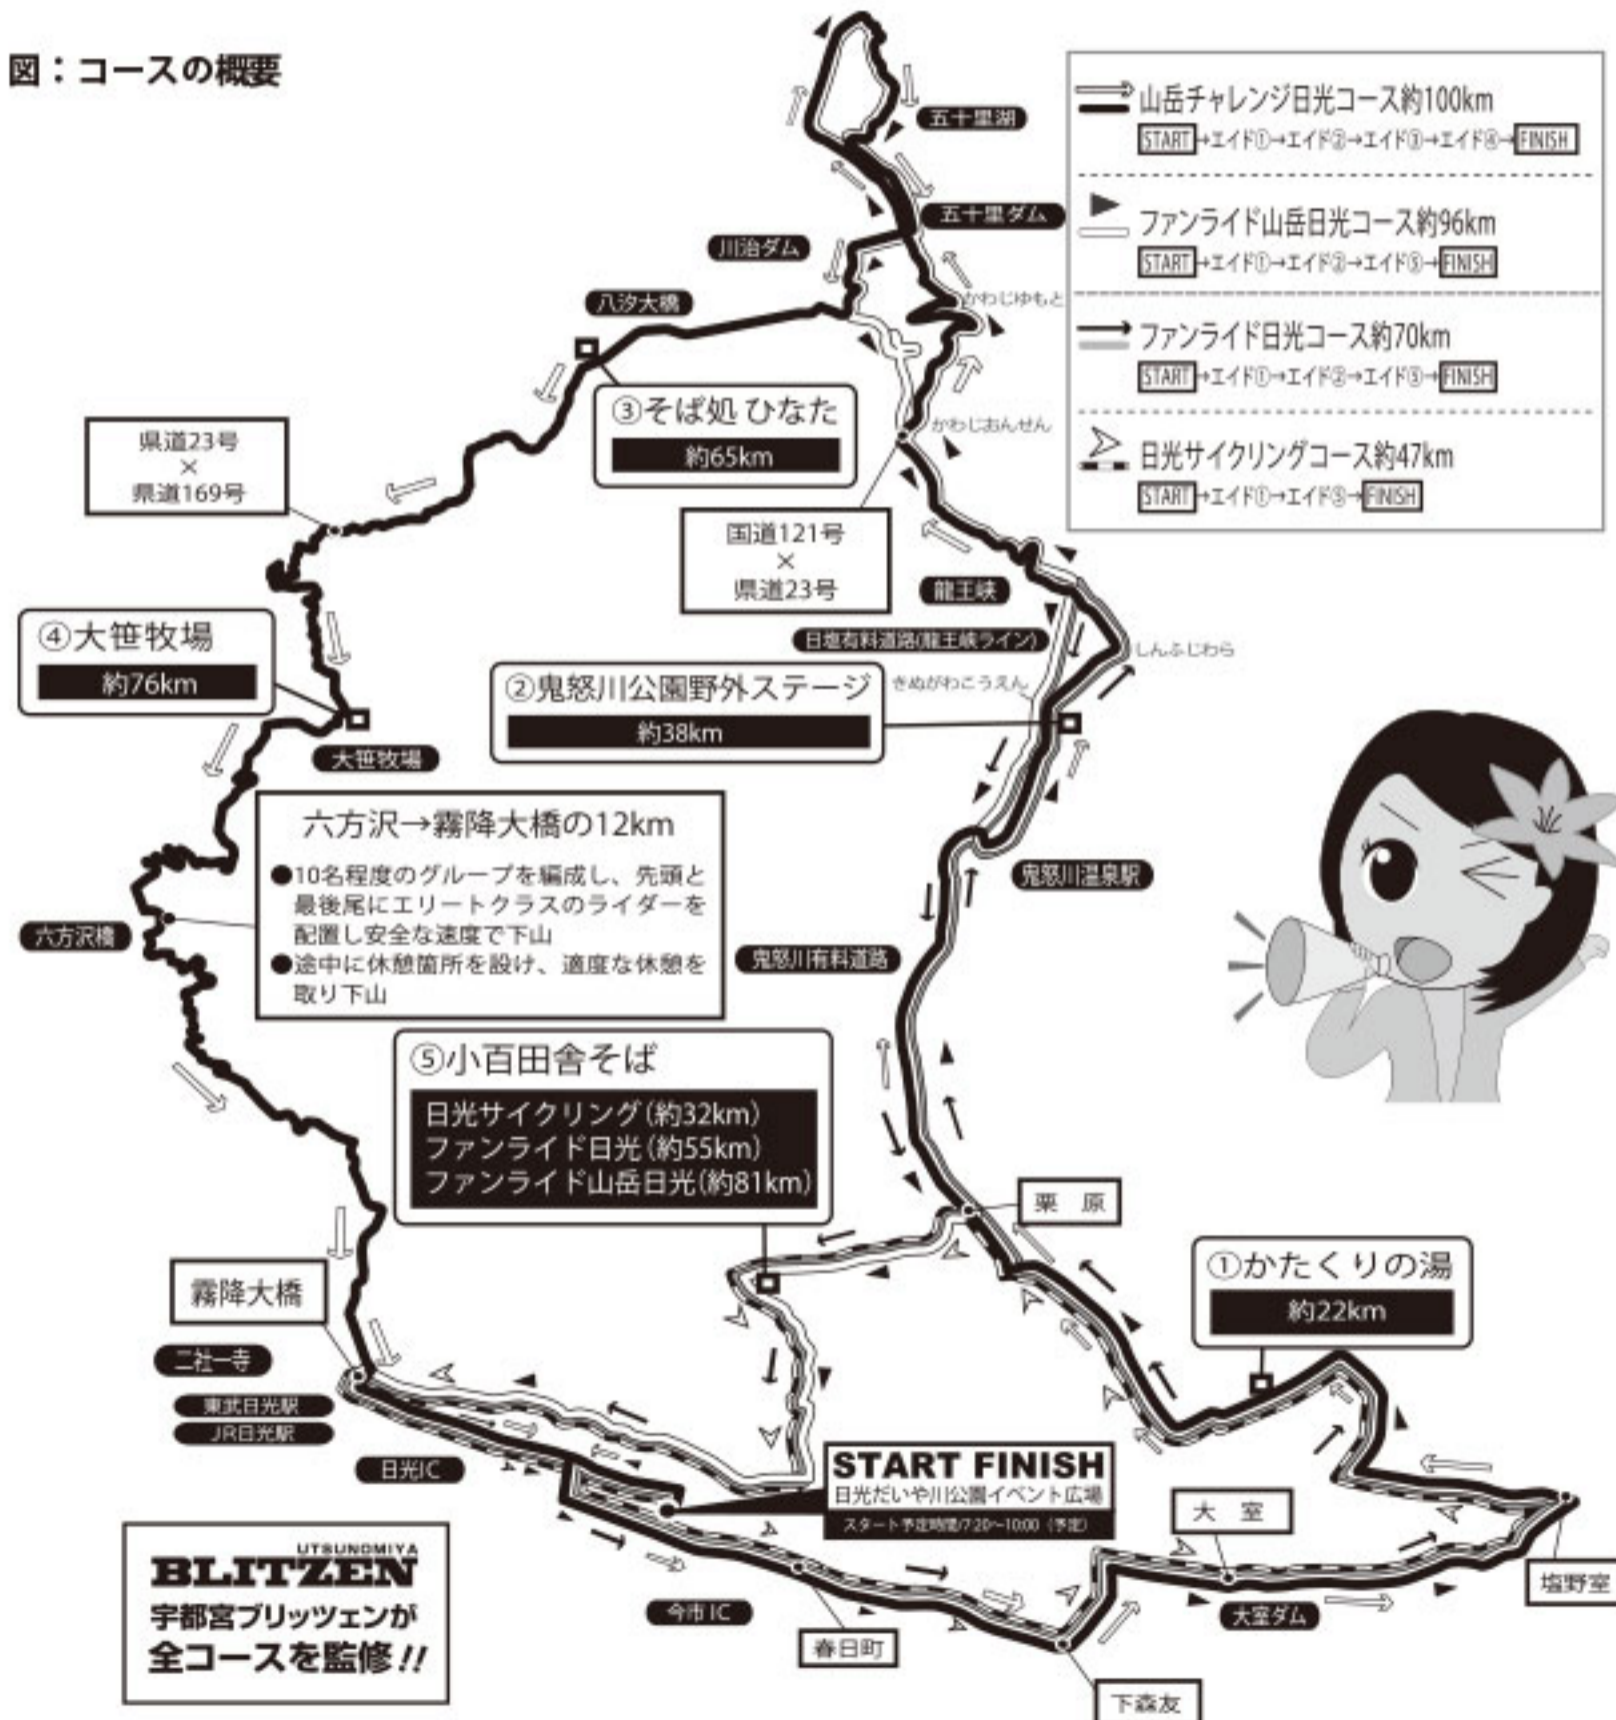 図：コースの概要
山岳チャレンジ日光コース約100km
START→エイド①→エイド②→エイド③→エイド④→FINISH
ファンライド山岳日光コース約96km
START→エイド①→エイド②→エイド⑤→FINISH
ファンライド日光コース約70km
START→エイド①→エイド②→エイド⑤→FINISH
日光サイクリングコース約47km
START→エイド①→エイド⑤→FINISH
五十里湖
五十里ダム
川治ダム
八汐大橋
かわじゆもと
③そば処 ひなた
約65km
かわじおんせん
県道23号
×
県道169号
国道121号
×
県道23号
龍王峡
④大笹牧場
約76km
日塩有料道路(龍王峡ライン)
しんふじわら
②鬼怒川公園野外ステージ
約38km
きぬがわこうえん
大笹牧場
六方沢→霧降大橋の12km
●10名程度のグループを編成し、先頭と
最後尾にエリートクラスのライダーを
配置し安全な速度で下山
●途中に休憩箇所を設け、適度な休憩を
取り下山
鬼怒川温泉駅
六方沢橋
鬼怒川有料道路
⑤小百田舎そば
日光サイクリング(約32km)
ファンライド日光(約55km)
ファンライド山岳日光(約81km)
栗 原
①かたくりの湯
約22km
霧降大橋
二社一寺
東武日光駅
JR日光駅
日光IC
START FINISH
日光だいや川公園イベント広場
スタート予定時間/7:20～10:00（予定）
大 室
塩野室
大室ダム
今市 IC
春日町
下森友
UTSUNOMIYA
BLITZEN
宇都宮ブリッツェンが
全コースを監修!!